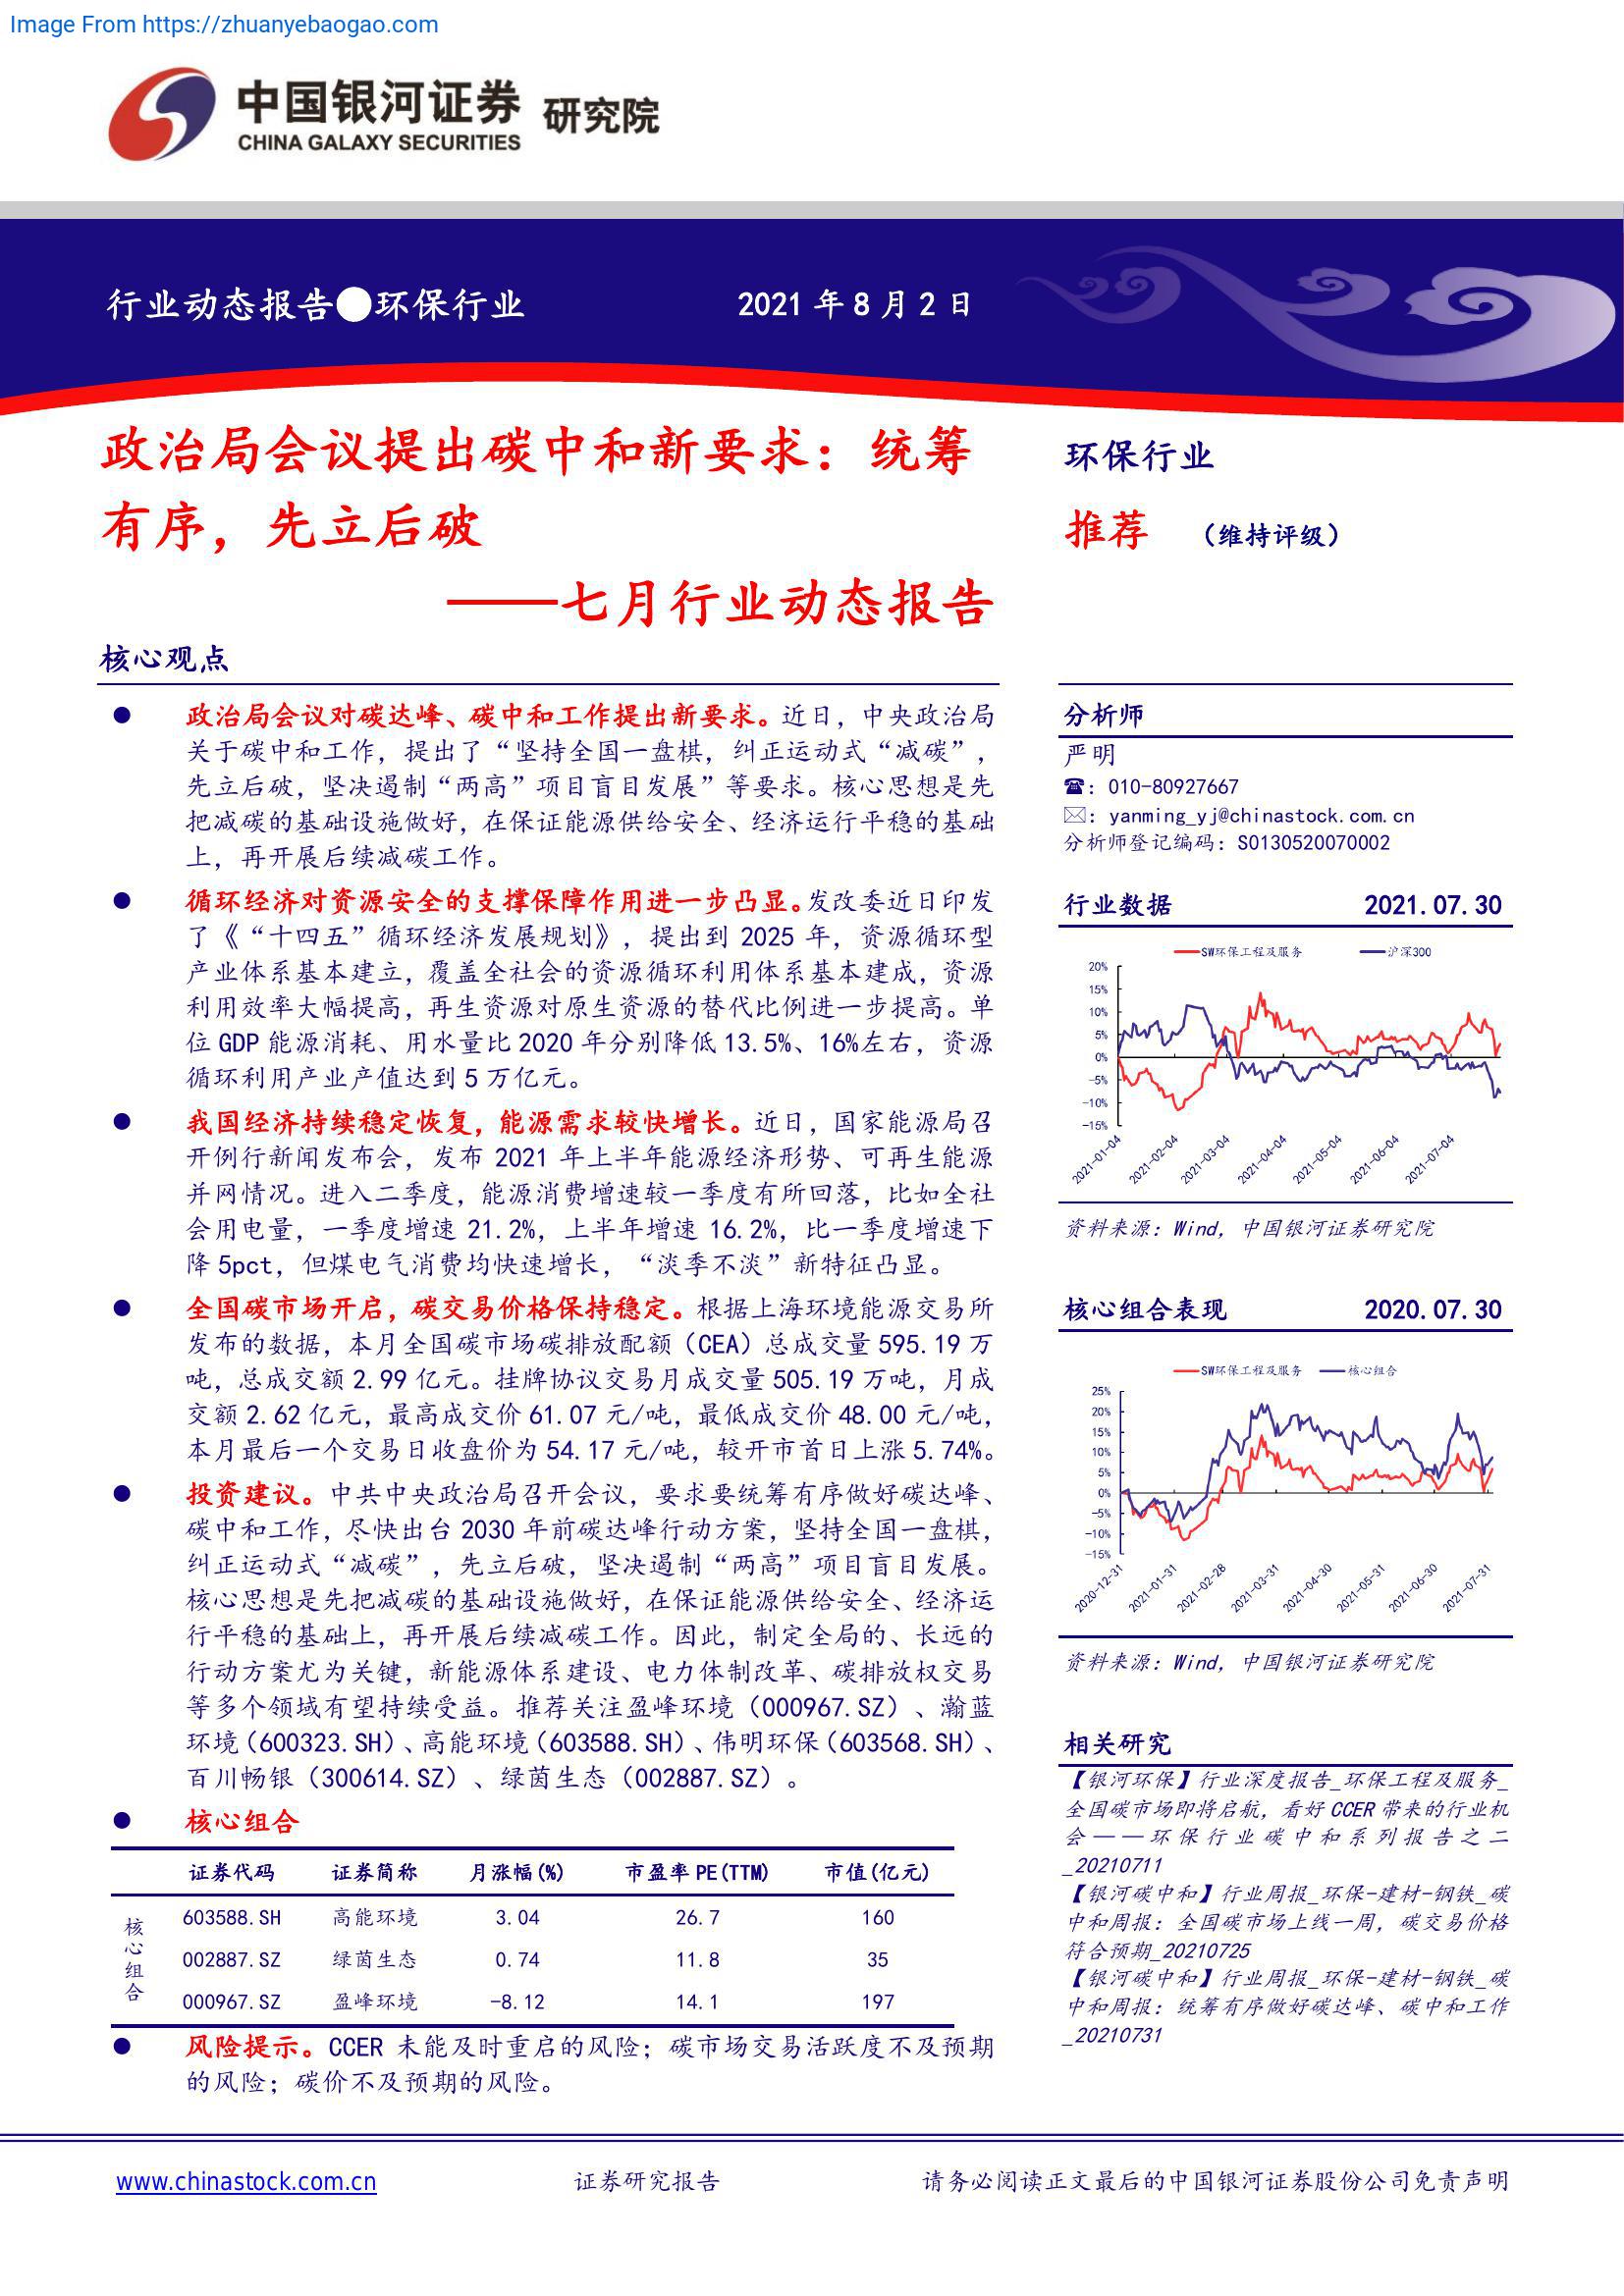 Image From https://zhuanyebaogao.com
中国银河证券 研究院
CHINA GALAXY SECURITIES
行业动态报告●环保行业
2021 年 8 月 2 日
政治局会议提出碳中和新要求：统筹
有序，先立后破
——七月行业动态报告
核心观点
● 政治局会议对碳达峰、碳中和工作提出新要求。近日，中央政治局
关于碳中和工作，提出了“坚持全国一盘棋，纠正运动式“减碳”，
先立后破，坚决遏制“两高”项目盲目发展”等要求。核心思想是先
把减碳的基础设施做好，在保证能源供给安全、经济运行平稳的基础
上，再开展后续减碳工作。
● 循环经济对资源安全的支撑保障作用进一步凸显。发改委近日印发
了《“十四五”循环经济发展规划》，提出到 2025 年，资源循环型
产业体系基本建立，覆盖全社会的资源循环利用体系基本建成，资源
利用效率大幅提高，再生资源对原生资源的替代比例进一步提高。单
位 GDP 能源消耗、用水量比 2020 年分别降低 13.5%、16%左右，资源
循环利用产业产值达到 5 万亿元。
● 我国经济持续稳定恢复，能源需求较快增长。近日，国家能源局召
开例行新闻发布会，发布 2021 年上半年能源经济形势、可再生能源
并网情况。进入二季度，能源消费增速较一季度有所回落，比如全社
会用电量，一季度增速 21.2%，上半年增速 16.2%，比一季度增速下
降 5pct，但煤电气消费均快速增长，“淡季不淡”新特征凸显。
● 全国碳市场开启，碳交易价格保持稳定。根据上海环境能源交易所
发布的数据，本月全国碳市场碳排放配额（CEA）总成交量 595.19 万
吨，总成交额 2.99 亿元。挂牌协议交易月成交量 505.19 万吨，月成
交额 2.62 亿元，最高成交价 61.07 元/吨，最低成交价 48.00 元/吨，
本月最后一个交易日收盘价为 54.17 元/吨，较开市首日上涨 5.74%。
● 投资建议。中共中央政治局召开会议，要求要统筹有序做好碳达峰、
碳中和工作，尽快出台 2030 年前碳达峰行动方案，坚持全国一盘棋，
纠正运动式“减碳”，先立后破，坚决遏制“两高”项目盲目发展。
核心思想是先把减碳的基础设施做好，在保证能源供给安全、经济运
行平稳的基础上，再开展后续减碳工作。因此，制定全局的、长远的
行动方案尤为关键，新能源体系建设、电力体制改革、碳排放权交易
等多个领域有望持续受益。推荐关注盈峰环境（000967.SZ）、瀚蓝
环境（600323.SH）、高能环境（603588.SH）、伟明环保（603568.SH）、
百川畅银（300614.SZ）、绿茵生态（002887.SZ）。
● 核心组合
证券代码 证券简称 月涨幅(%) 市盈率 PE(TTM) 市值(亿元)
核心组合
603588.SH 高能环境 3.04 26.7 160
002887.SZ 绿茵生态 0.74 11.8 35
000967.SZ 盈峰环境 -8.12 14.1 197
● 风险提示。CCER 未能及时重启的风险；碳市场交易活跃度不及预期
的风险；碳价不及预期的风险。
环保行业
推荐 （维持评级）
分析师
严明
☎：010-80927667
✉：yanming_yj@chinastock.com.cn
分析师登记编码：S0130520070002
行业数据 2021.07.30
SW环保工程及服务 沪深300
20%
15%
10%
5%
0%
-5%
-10%
-15%
2021-01-04 2021-02-04 2021-03-04 2021-04-04 2021-05-04 2021-06-04 2021-07-04
资料来源：Wind，中国银河证券研究院
核心组合表现 2020.07.30
SW环保工程及服务 核心组合
25%
20%
15%
10%
5%
0%
-5%
-10%
-15%
2020-12-31 2021-01-31 2021-02-28 2021-03-31 2021-04-30 2021-05-31 2021-06-30 2021-07-31
资料来源：Wind，中国银河证券研究院
相关研究
【银河环保】行业深度报告_环保工程及服务_
全国碳市场即将启航，看好 CCER 带来的行业机
会——环保行业碳中和系列报告之二
_20210711
【银河碳中和】行业周报_环保-建材-钢铁_碳
中和周报：全国碳市场上线一周，碳交易价格
符合预期_20210725
【银河碳中和】行业周报_环保-建材-钢铁_碳
中和周报：统筹有序做好碳达峰、碳中和工作
_20210731
www.chinastock.com.cn 证券研究报告 请务必阅读正文最后的中国银河证券股份公司免责声明